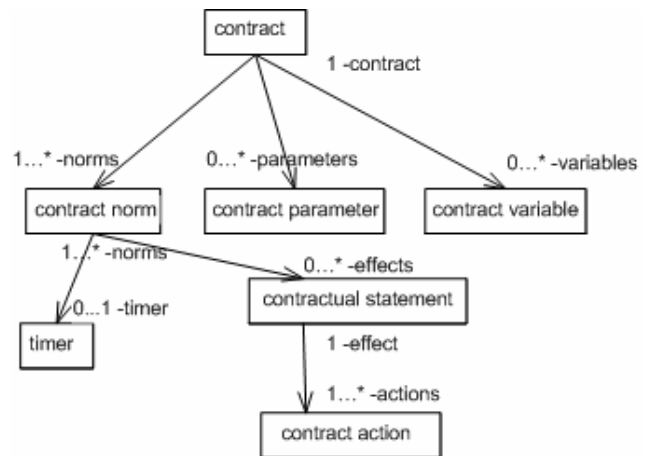 contract
1 -contract
1...* -norms
0...* -parameters
0...* -variables
contract norm
contract parameter
contract variable
1...* -norms
0...* -effects
contractual statement
0...1 -timer
timer
1 -effect
1...* -actions
contract action